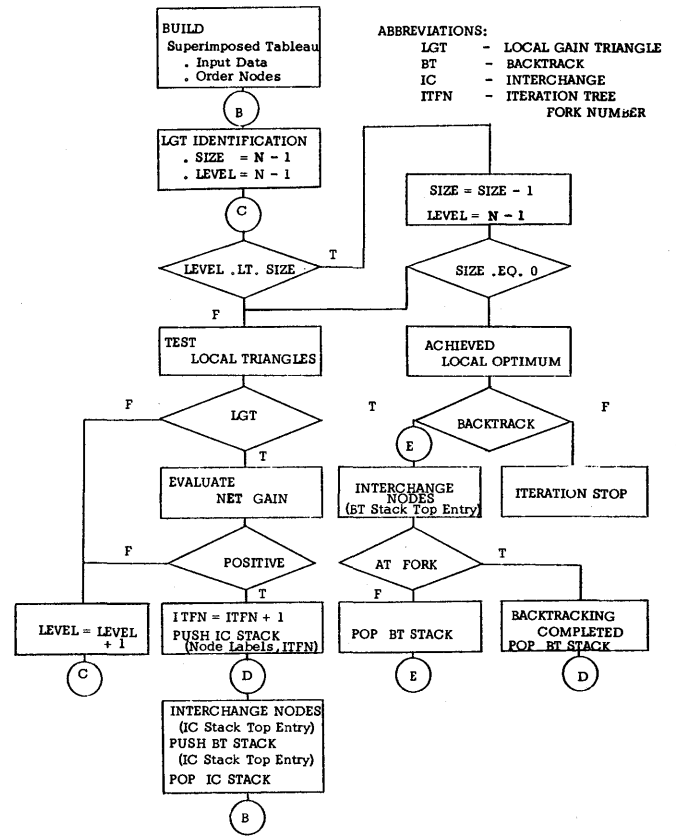 BUILD
Superimposed Tableau
. Input Data
. Order Nodes
ABBREVIATIONS:
LGT - LOCAL GAIN TRIANGLE
BT - BACKTRACK
IC - INTERCHANGE
ITFN - ITERATION TREE
FORK NUMBER
B
LGT IDENTIFICATION
. SIZE = N - 1
. LEVEL = N - 1
SIZE = SIZE - 1
LEVEL = N - 1
C
LEVEL .LT. SIZE
T
SIZE .EQ. 0
F
TEST
LOCAL TRIANGLES
ACHIEVED
LOCAL OPTIMUM
F
LGT
T
T
BACKTRACK
F
E
EVALUATE
NET GAIN
INTERCHANGE
NODES
(BT Stack Top Entry)
ITERATION STOP
F
POSITIVE
T
AT FORK
T
F
LEVEL = LEVEL
+ 1
ITFN = ITFN + 1
PUSH IC STACK
(Node Labels, ITFN)
POP BT STACK
BACKTRACKING
COMPLETED
POP BT STACK
C
D
E
D
INTERCHANGE NODES
(IC Stack Top Entry)
PUSH BT STACK
(IC Stack Top Entry)
POP IC STACK
B